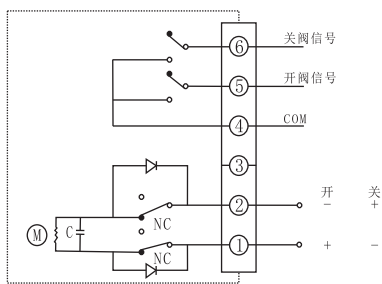 ⑥ 关阀信号
⑤ 开阀信号
④ COM
③
开 关
② − +
NC
M C
① + −
NC